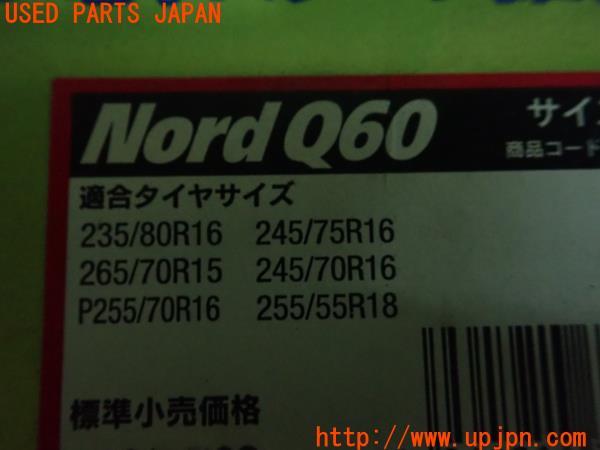 USED PARTS JAPAN
Nord Q60
サイ
商品コード
適合タイヤサイズ
235/80R16 245/75R16
265/70R15 245/70R16
P255/70R16 255/55R18
標準小売価格
http://www.upjpn.com/